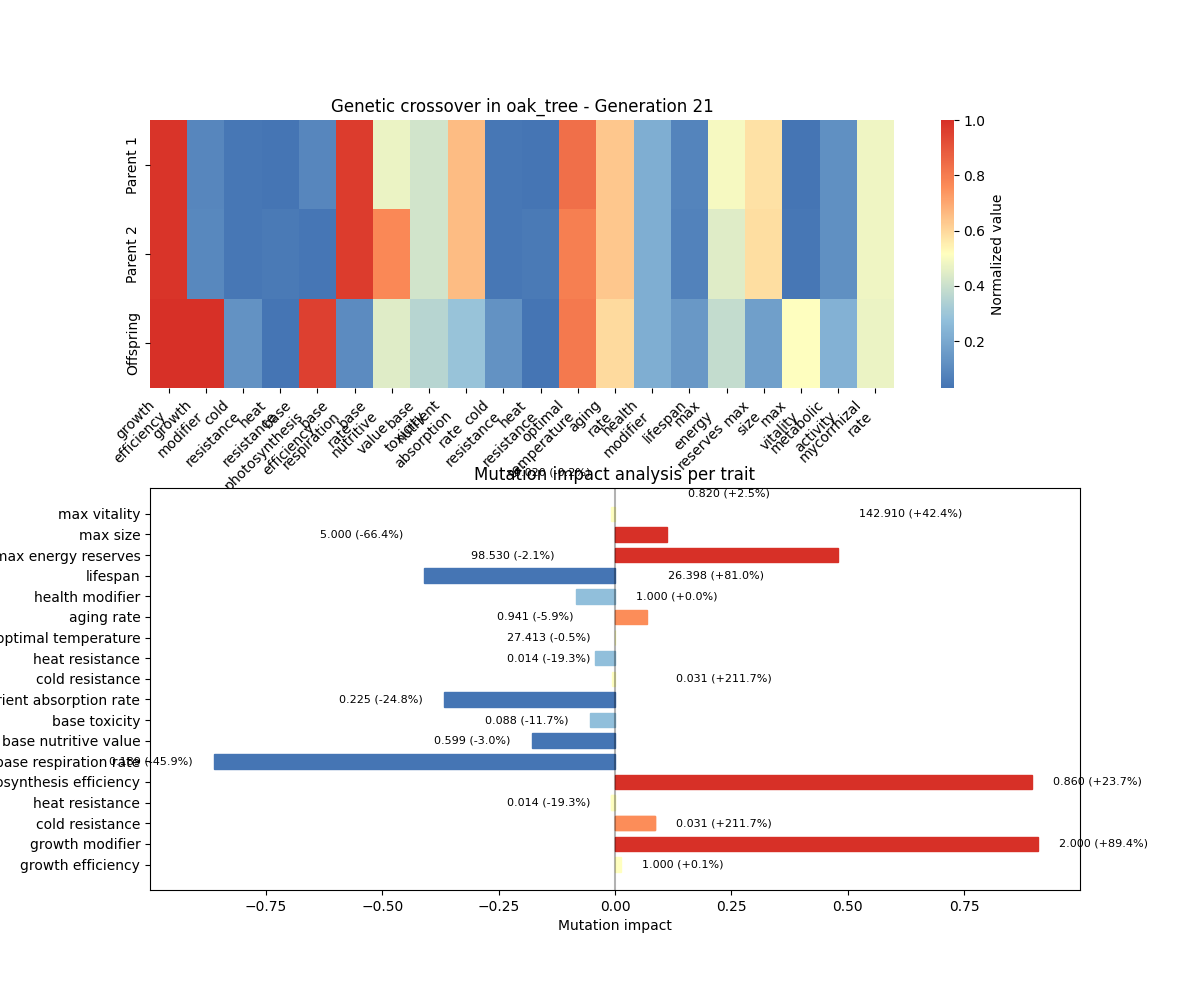 Genetic crossover in oak_tree - Generation 21
Parent 1
Parent 2
Offspring
1.0
0.8
0.6
0.4
0.2
Normalized value
growth
efficiency
growth
modifier
cold
resistance
heat
resistance
base
photosynthesis
efficiency
base
respiration
rate
base
nutritive
value
base
toxicity
absorption
rate
cold
resistance
heat
resistance
optimal
temperature
aging
rate
health
modifier
lifespan
max
energy
reserves
max
size
max
vitality
metabolic
activity
mycorrhizal
rate
Mutation impact analysis per trait
0.820 (+2.5%)
max vitality
142.910 (+42.4%)
max size
5.000 (-66.4%)
max energy reserves
98.530 (-2.1%)
lifespan
26.398 (+81.0%)
health modifier
1.000 (+0.0%)
aging rate
0.941 (-5.9%)
optimal temperature
27.413 (-0.5%)
heat resistance
0.014 (-19.3%)
cold resistance
0.031 (+211.7%)
rient absorption rate
0.225 (-24.8%)
base toxicity
0.088 (-11.7%)
base nutritive value
0.599 (-3.0%)
base respiration rate
0.189 (-45.9%)
osynthesis efficiency
0.860 (+23.7%)
heat resistance
0.014 (-19.3%)
cold resistance
0.031 (+211.7%)
growth modifier
2.000 (+89.4%)
growth efficiency
1.000 (+0.1%)
−0.75
−0.50
−0.25
0.00
0.25
0.50
0.75
Mutation impact